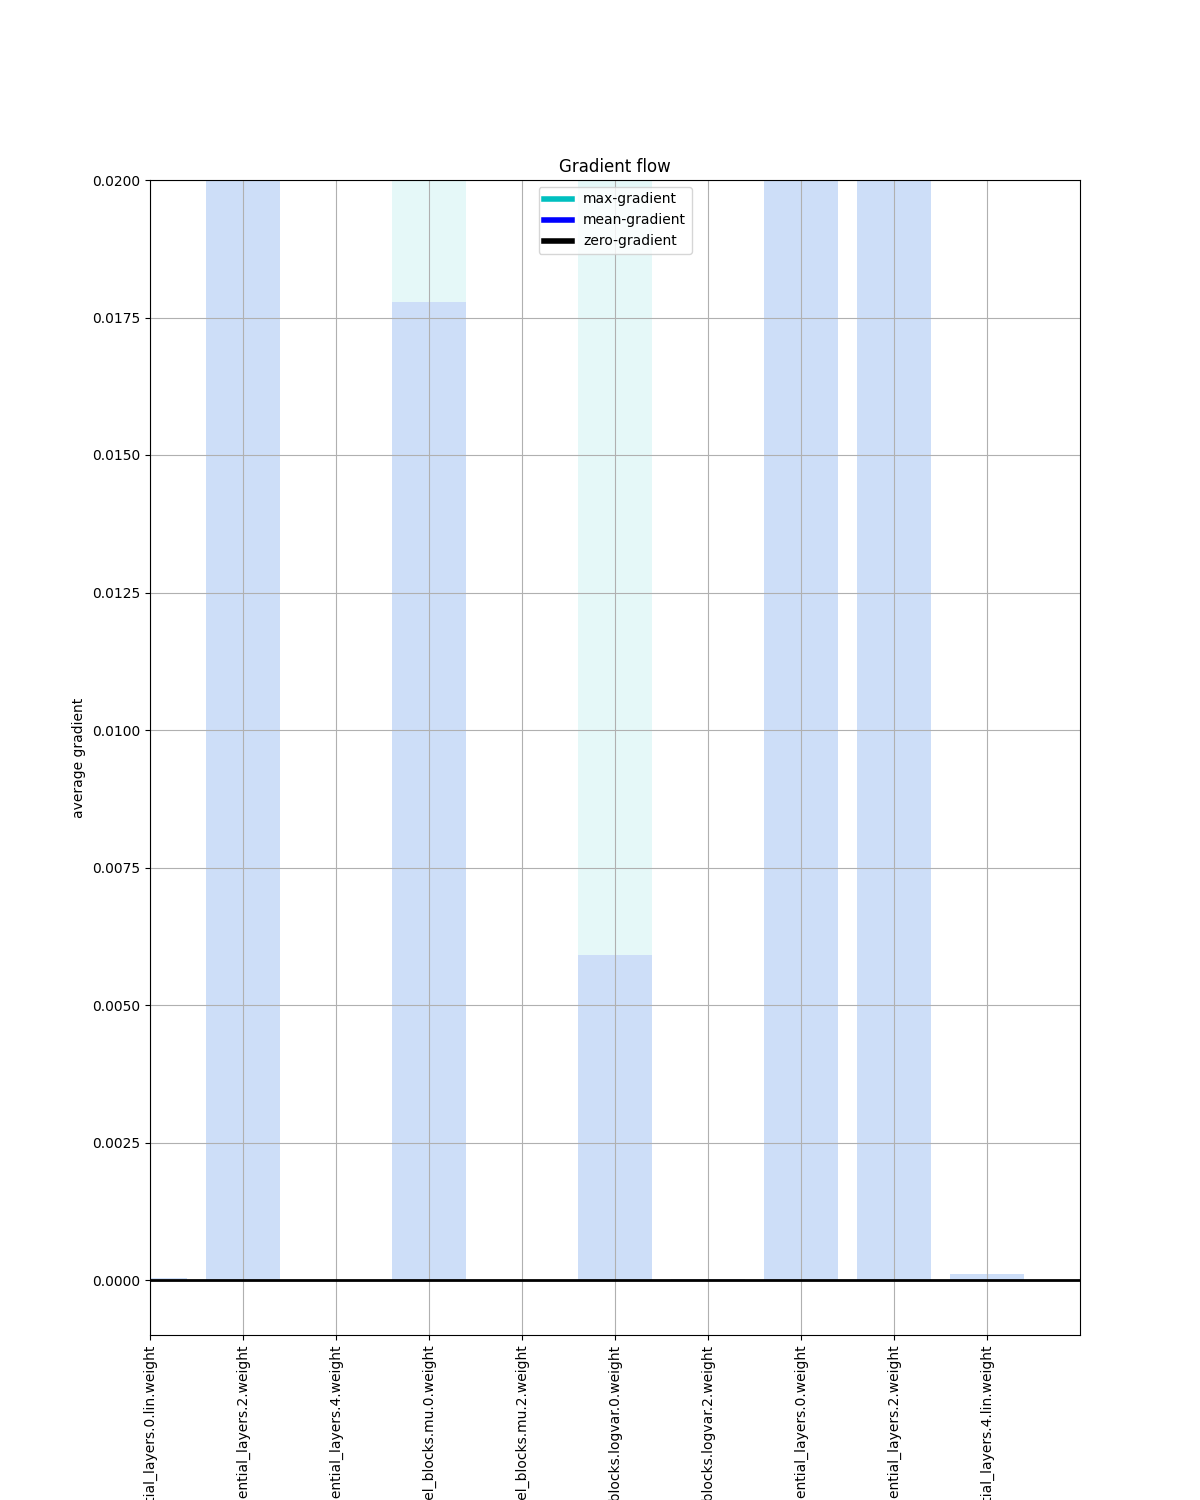 Gradient flow
max-gradient
mean-gradient
zero-gradient
0.0200
0.0175
0.0150
0.0125
0.0100
0.0075
0.0050
0.0025
0.0000
average gradient
tial_layers.0.lin.weight
ential_layers.2.weight
ential_layers.4.weight
el_blocks.mu.0.weight
el_blocks.mu.2.weight
blocks.logvar.0.weight
blocks.logvar.2.weight
ential_layers.0.weight
ential_layers.2.weight
tial_layers.4.lin.weight